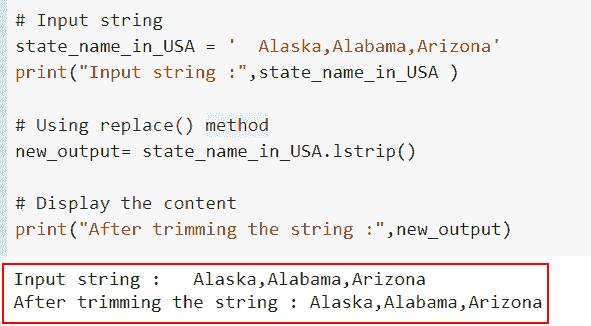 # Input string
state_name_in_USA = '  Alaska,Alabama,Arizona'
print("Input string :",state_name_in_USA )
# Using replace() method
new_output= state_name_in_USA.lstrip()
# Display the content
print("After trimming the string :",new_output)
Input string :   Alaska,Alabama,Arizona
After trimming the string : Alaska,Alabama,Arizona